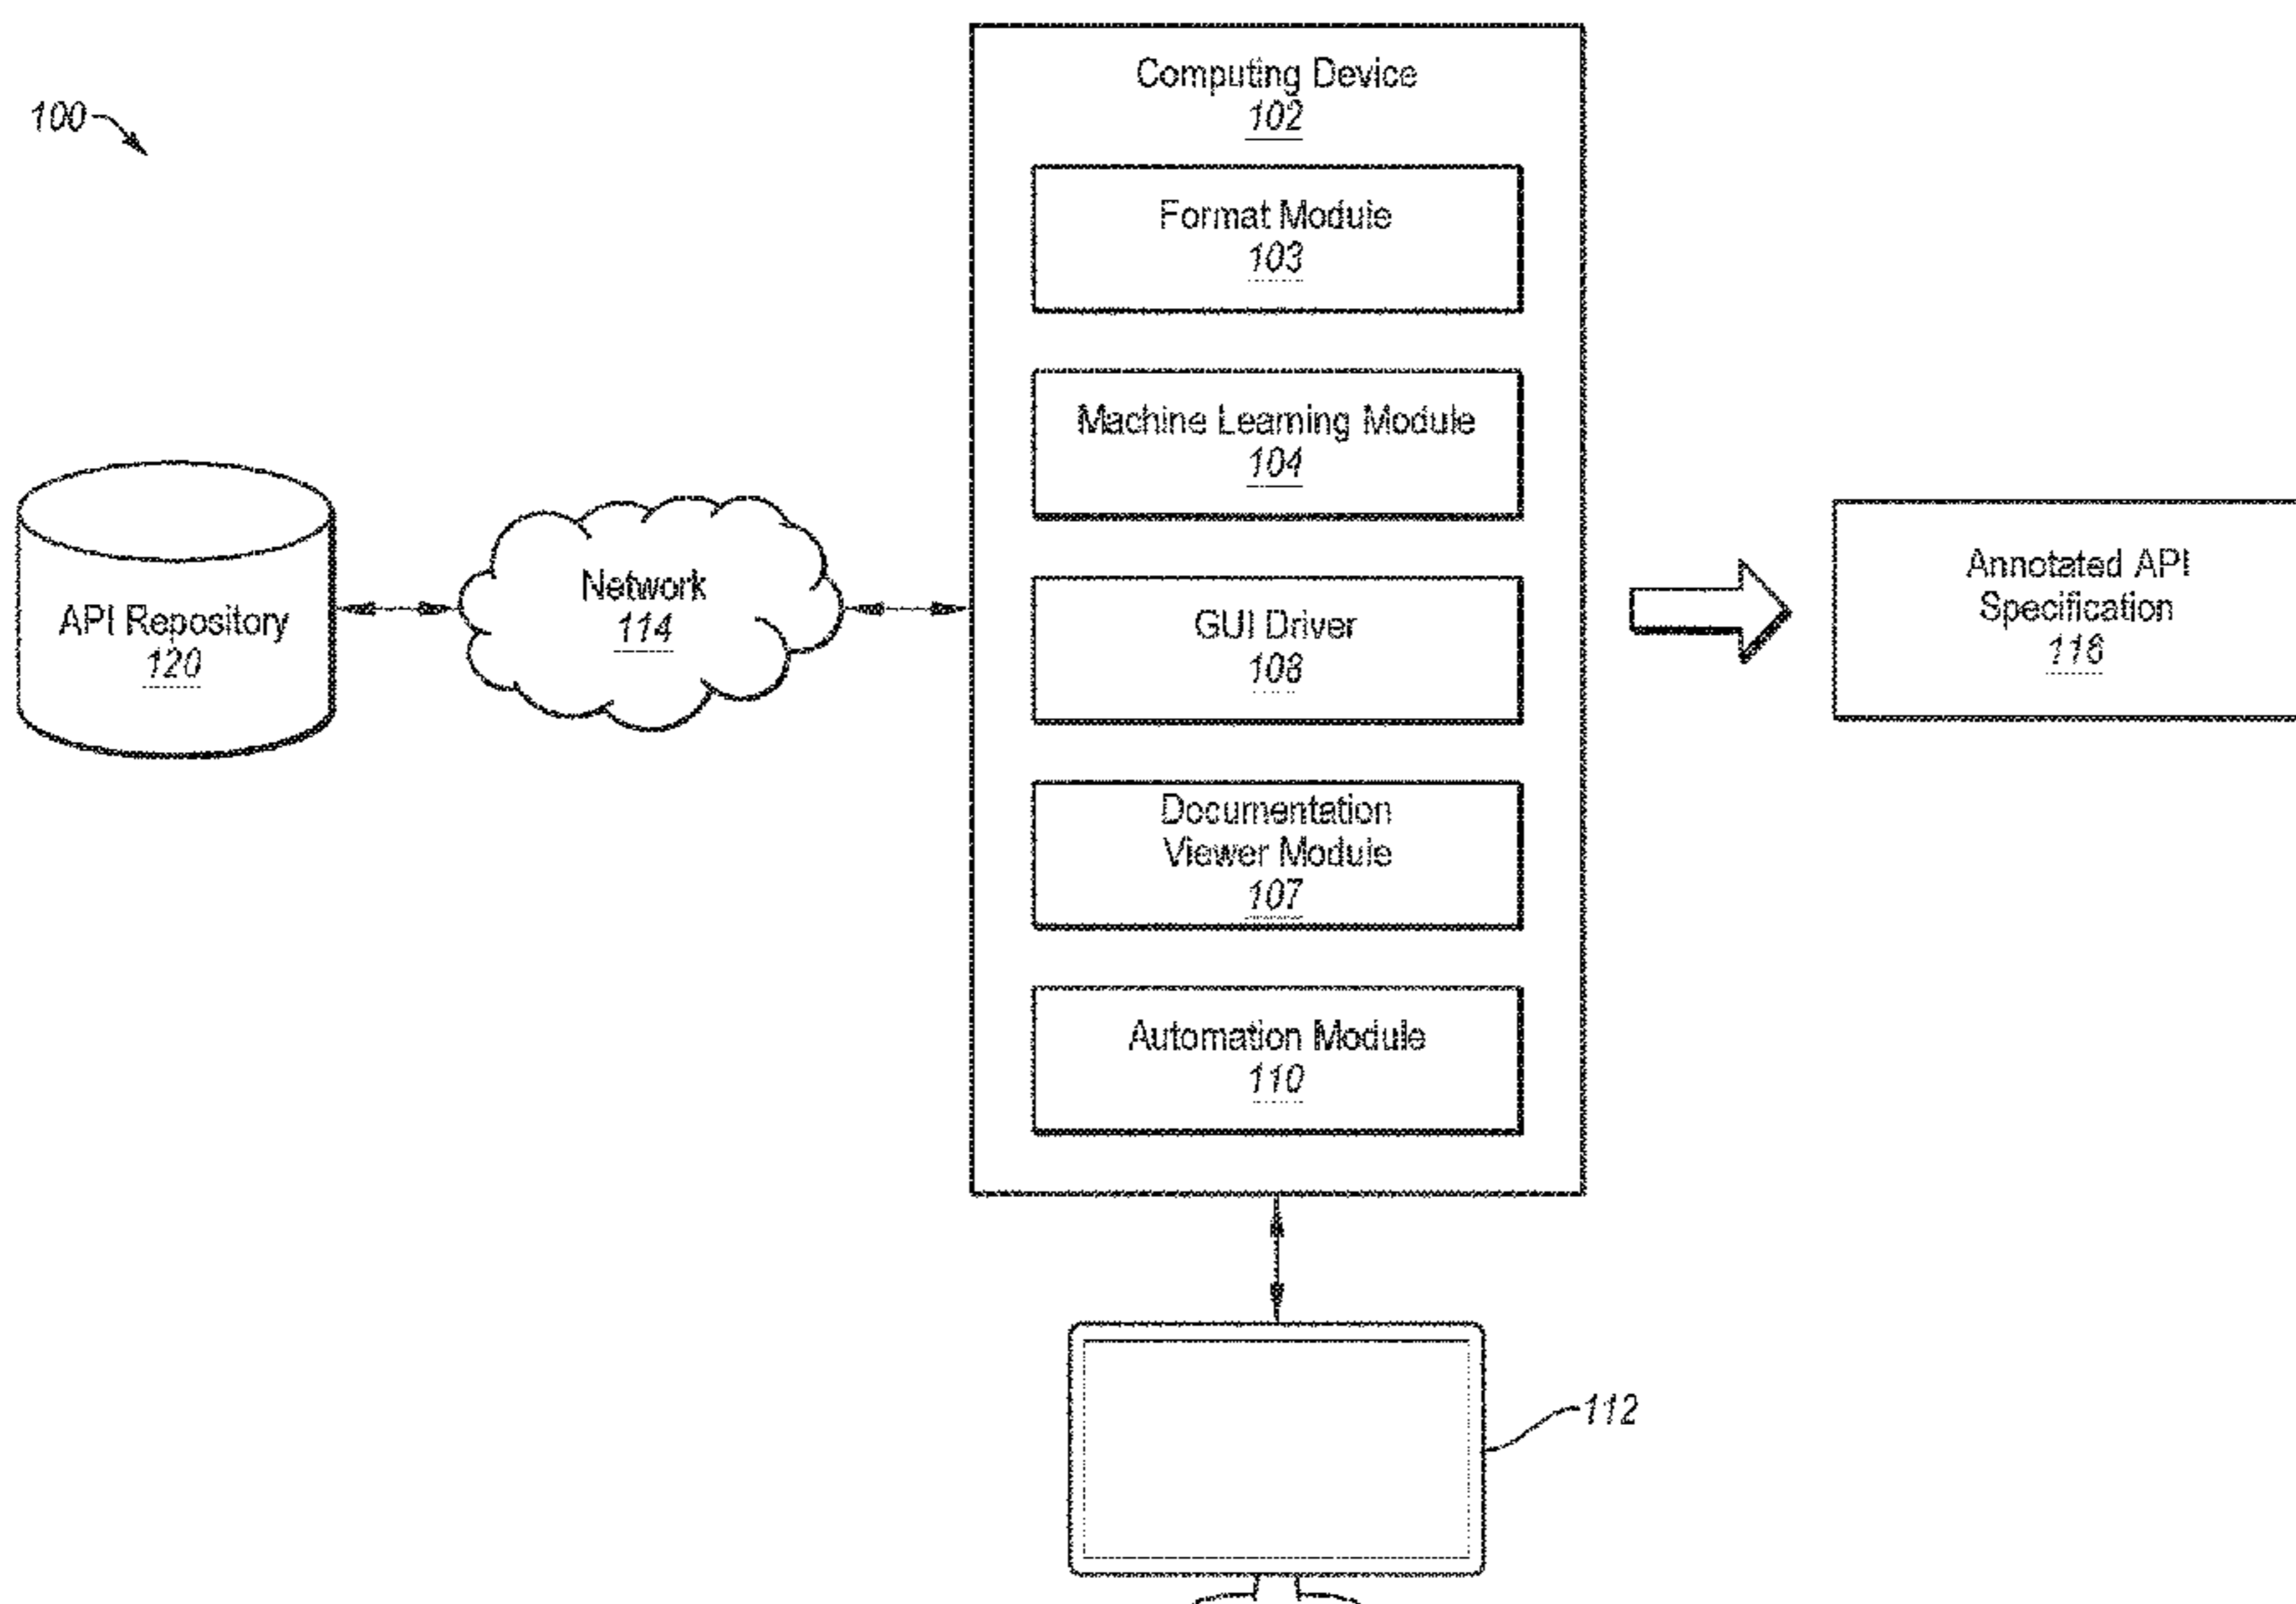 100
Computing Device
102
Format Module
103
Machine Learning Module
104
GUI Driver
108
Documentation
Viewer Module
107
Automation Module
110
API Repository
120
Network
114
Annotated API
Specification
116
112